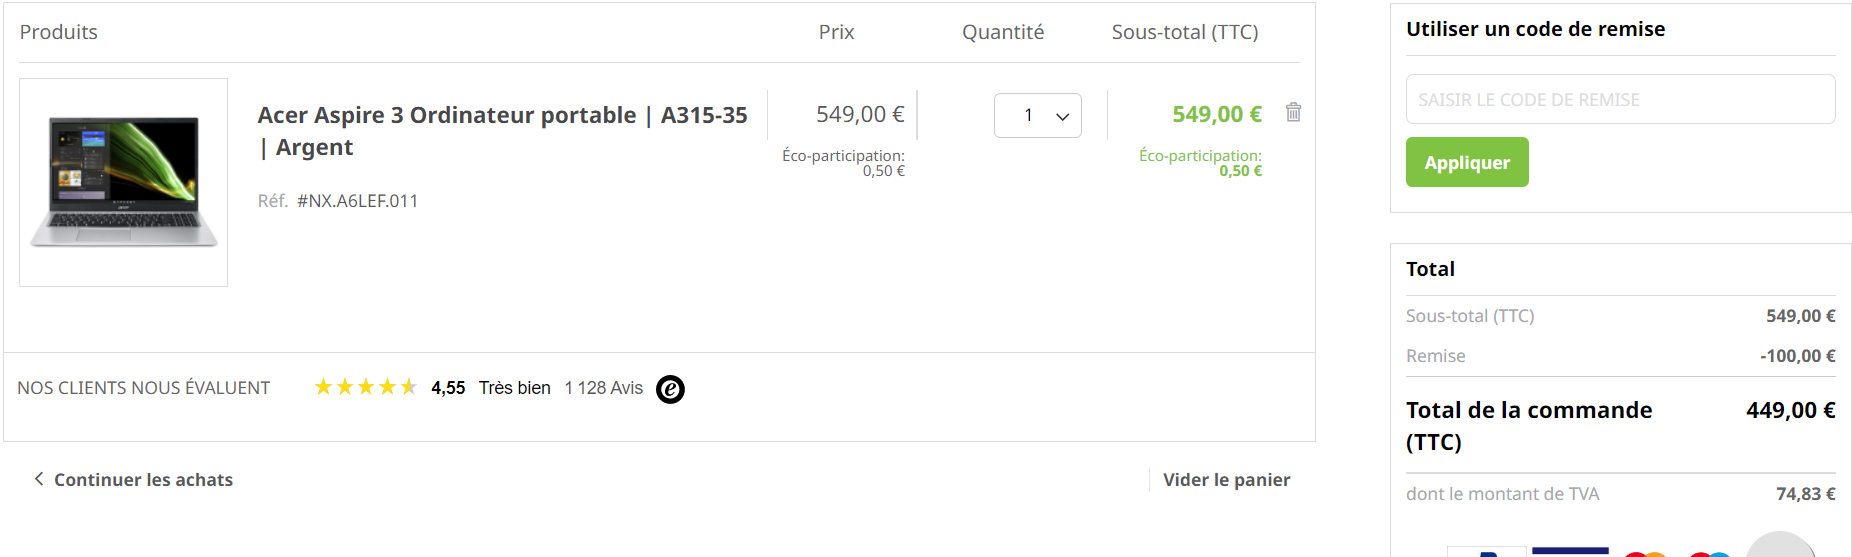 Produits Prix Quantité Sous-total (TTC)
Acer Aspire 3 Ordinateur portable | A315-35
| Argent
Réf. #NX.A6LEF.011
549,00 €
Éco-participation:
0,50 €
1
549,00 €
Éco-participation:
0,50 €
NOS CLIENTS NOUS ÉVALUENT 4,55 Très bien 1 128 Avis e
Continuer les achats
Vider le panier
Utiliser un code de remise
SAISIR LE CODE DE REMISE
Appliquer
Total
Sous-total (TTC) 549,00 €
Remise -100,00 €
Total de la commande 449,00 €
(TTC)
dont le montant de TVA 74,83 €